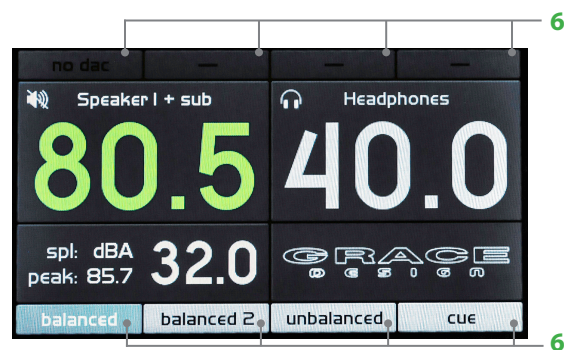 6
no dac — — —
Speaker 1 + sub
80.5
Headphones
40.0
spl: dBA
peak: 85.7
32.0
GRACE
DESIGN
balanced balanced 2 unbalanced cue
6